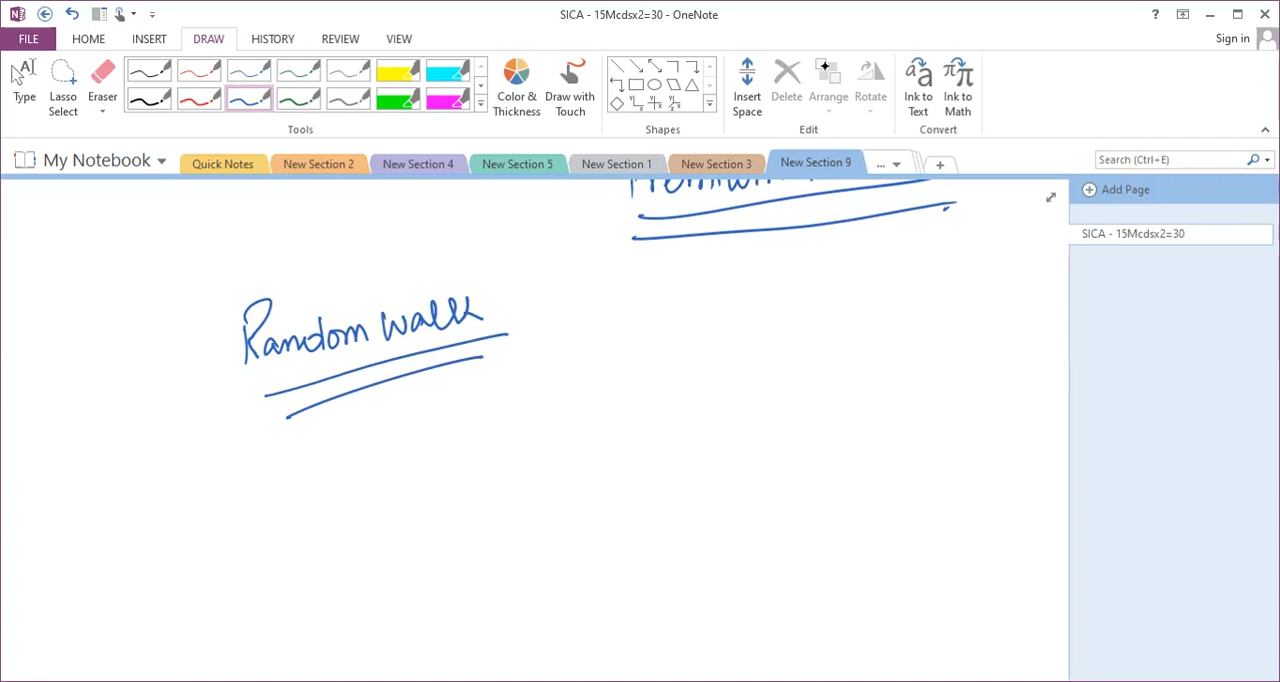 SICA - 15Mcdsx2=30 - OneNote
?
FILE HOME INSERT DRAW HISTORY REVIEW VIEW
Sign in
Type
Lasso Select
Eraser
Color & Thickness
Draw with Touch
Insert Space
Delete
Arrange
Rotate
Ink to Text
Ink to Math
Tools Shapes Edit Convert
My Notebook
Quick Notes New Section 2 New Section 4 New Section 5 New Section 1 New Section 3 New Section 9 ...
Search (Ctrl+E)
Add Page
SICA - 15Mcdsx2=30
Random walk